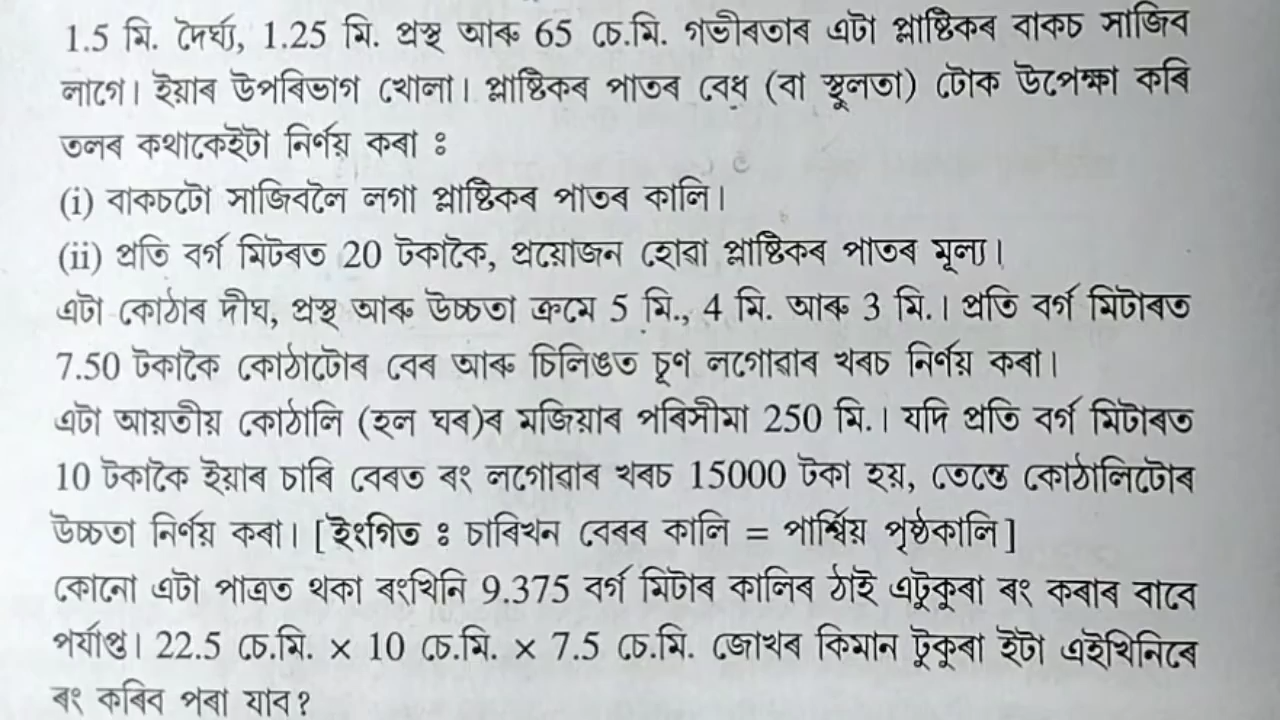 1.5 মি. দৈৰ্ঘ্য, 1.25 মি. প্ৰস্থ আৰু 65 চে.মি. গভীৰতাৰ এটা প্লাষ্টিকৰ বাকচ সাজিব
লাগে। ইয়াৰ উপৰিভাগ খোলা। প্লাষ্টিকৰ পাতৰ বেধ (বা স্থূলতা) টোক উপেক্ষা কৰি
তলৰ কথাকেইটা নিৰ্ণয় কৰা ঃ
(i) বাকচটো সাজিবলৈ লগা প্লাষ্টিকৰ পাতৰ কালি।
(ii) প্ৰতি বৰ্গ মিটৰত 20 টকাকৈ, প্ৰয়োজন হোৱা প্লাষ্টিকৰ পাতৰ মূল্য।
এটা কোঠাৰ দীঘ, প্ৰস্থ আৰু উচ্চতা ক্ৰমে 5 মি., 4 মি. আৰু 3 মি.। প্ৰতি বৰ্গ মিটাৰত
7.50 টকাকৈ কোঠাটোৰ বেৰ আৰু চিলিঙত চূণ লগোৱাৰ খৰচ নিৰ্ণয় কৰা।
এটা আয়তীয় কোঠালি (হল ঘৰ)ৰ মজিয়াৰ পৰিসীমা 250 মি.। যদি প্ৰতি বৰ্গ মিটাৰত
10 টকাকৈ ইয়াৰ চাৰি বেৰত ৰং লগোৱাৰ খৰচ 15000 টকা হয়, তেন্তে কোঠালিটোৰ
উচ্চতা নিৰ্ণয় কৰা। [ইংগিত ঃ চাৰিখন বেৰৰ কালি = পাৰ্শ্বিয় পৃষ্ঠকালি]
কোনো এটা পাত্ৰত থকা ৰংখিনি 9.375 বৰ্গ মিটাৰ কালিৰ ঠাই এটুকুৰা ৰং কৰাৰ বাবে
পৰ্যাপ্ত। 22.5 চে.মি. × 10 চে.মি. × 7.5 চে.মি. জোখৰ কিমান টুকুৰা ইটা এইখিনিৰে
ৰং কৰিব পৰা যাব?